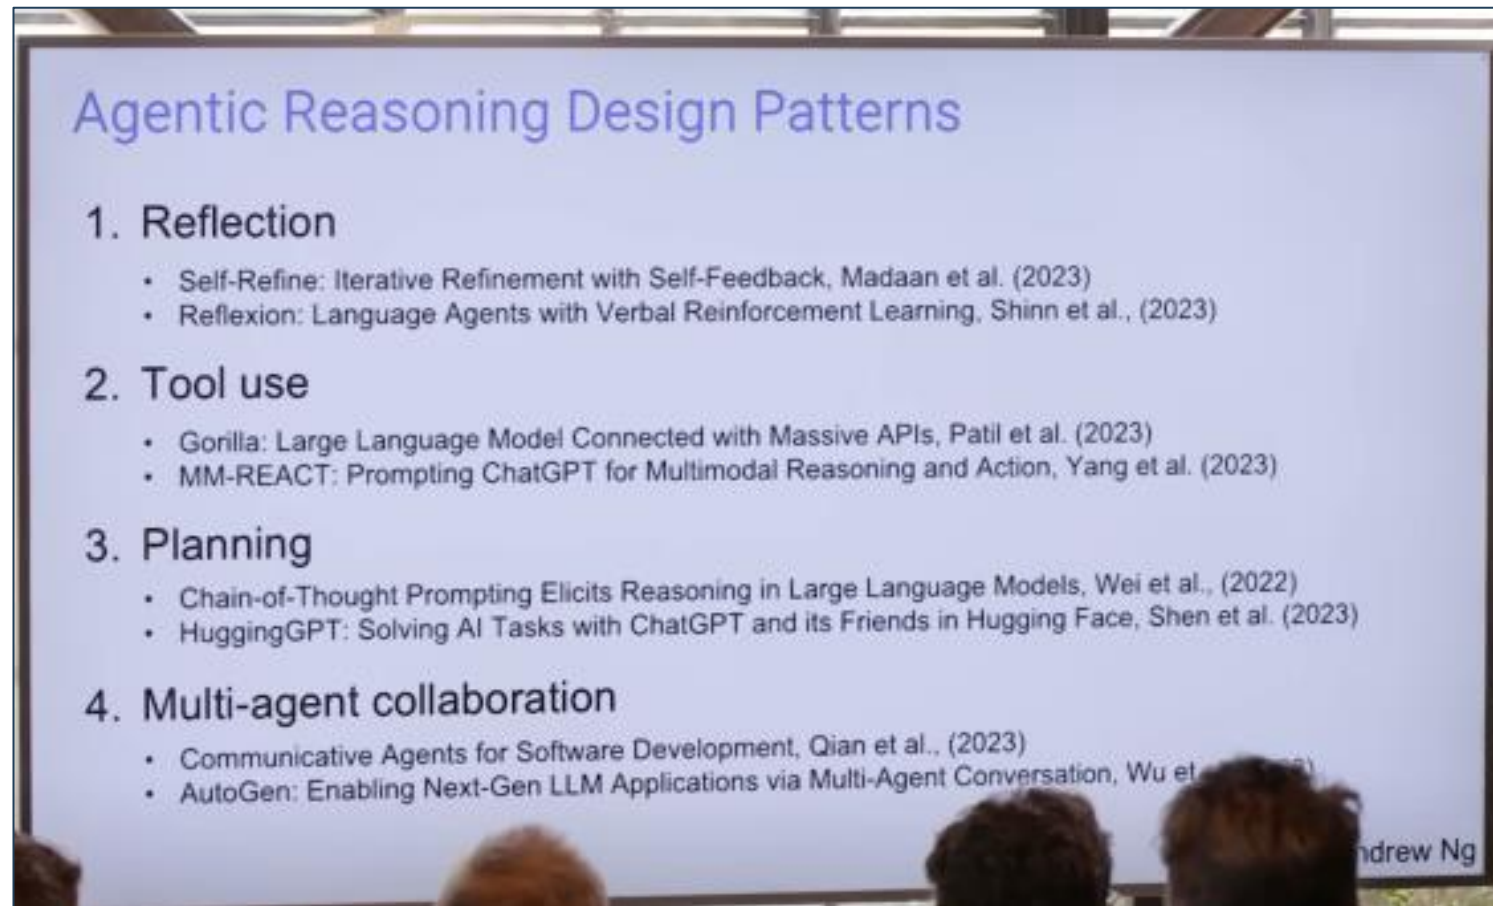 Agentic Reasoning Design Patterns
1. Reflection
• Self-Refine: Iterative Refinement with Self-Feedback, Madaan et al. (2023)
• Reflexion: Language Agents with Verbal Reinforcement Learning, Shinn et al., (2023)
2. Tool use
• Gorilla: Large Language Model Connected with Massive APIs, Patil et al. (2023)
• MM-REACT: Prompting ChatGPT for Multimodal Reasoning and Action, Yang et al. (2023)
3. Planning
• Chain-of-Thought Prompting Elicits Reasoning in Large Language Models, Wei et al., (2022)
• HuggingGPT: Solving AI Tasks with ChatGPT and its Friends in Hugging Face, Shen et al. (2023)
4. Multi-agent collaboration
• Communicative Agents for Software Development, Qian et al., (2023)
• AutoGen: Enabling Next-Gen LLM Applications via Multi-Agent Conversation, Wu et
ndrew Ng